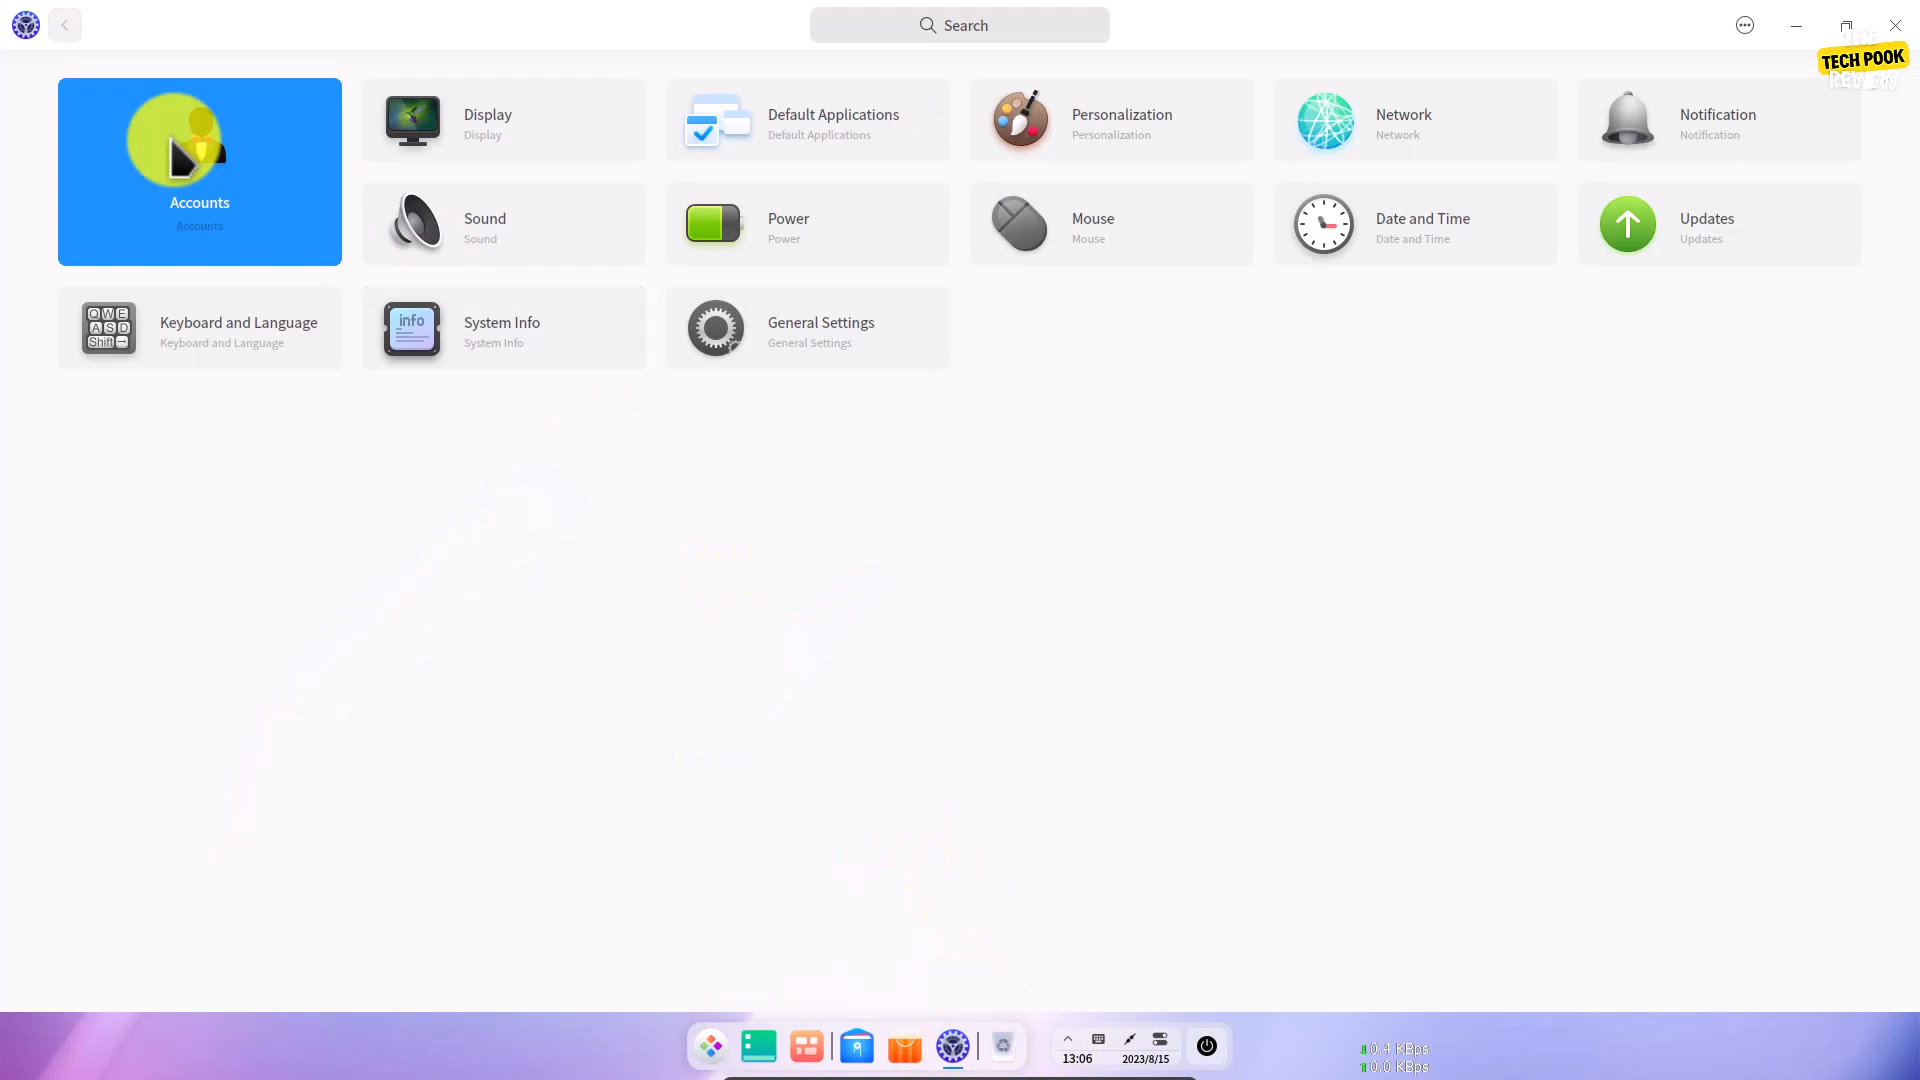 Search
TECH POOK
REVIEW
Accounts
Accounts
Display
Display
Default Applications
Default Applications
Personalization
Personalization
Network
Network
Notification
Notification
Sound
Sound
Power
Power
Mouse
Mouse
Date and Time
Date and Time
Updates
Updates
QWE
ASD
Shift
Keyboard and Language
Keyboard and Language
info
System Info
System Info
General Settings
General Settings
13:06
2023/8/15
0.4 KBps
0.0 KBps